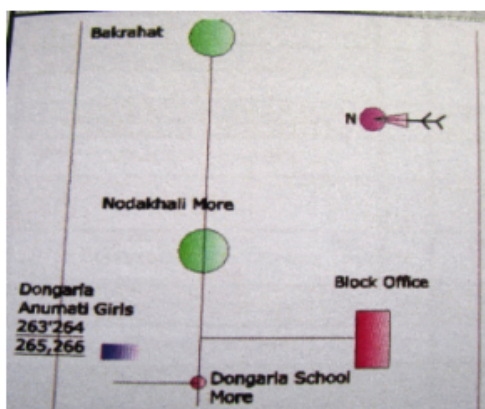 Bakrahat
N
Nodakhali More
Block Office
Dongaria
Anumati Girls
263'264
265,266
Dongaria School
More